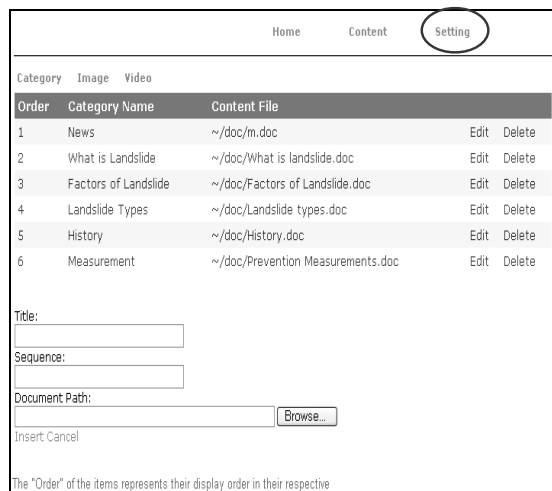 Home Content Setting
Category Image Video
Order Category Name Content File
1 News ~/doc/m.doc Edit Delete
2 What is Landslide ~/doc/What is landslide.doc Edit Delete
3 Factors of Landslide ~/doc/Factors of Landslide.doc Edit Delete
4 Landslide Types ~/doc/Landslide types.doc Edit Delete
5 History ~/doc/History.doc Edit Delete
6 Measurement ~/doc/Prevention Measurements.doc Edit Delete
Title:
Sequence:
Document Path:
Browse...
Insert Cancel
The "Order" of the items represents their display order in their respective